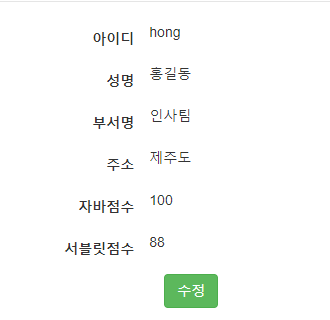 아이디 hong
성명 홍길동
부서명 인사팀
주소 제주도
자바점수 100
서블릿점수 88
수정